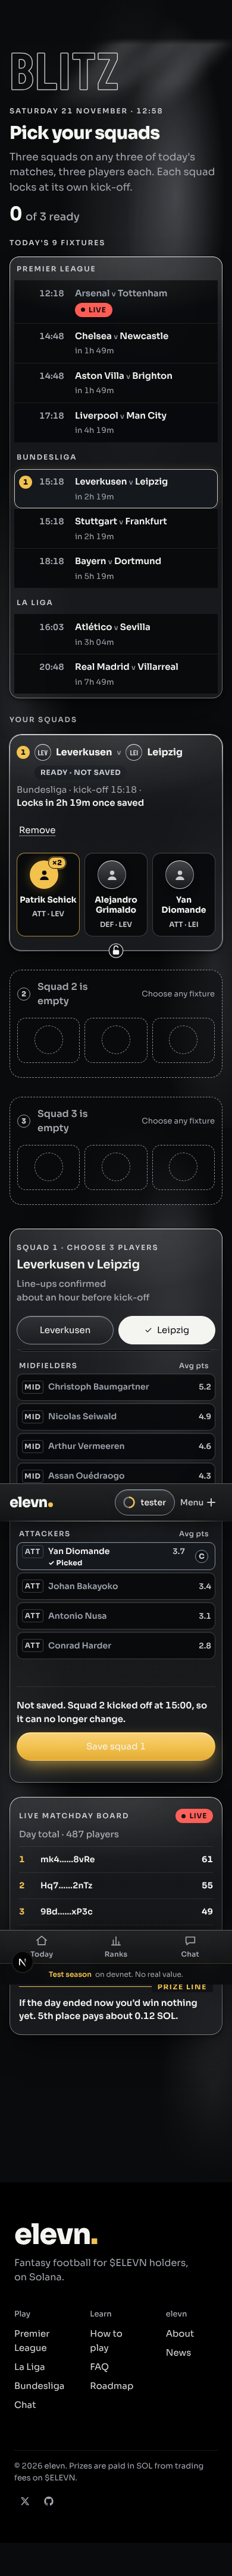 BLITZ
SATURDAY 21 NOVEMBER · 12:58
Pick your squads
Three squads on any three of today's
matches, three players each. Each squad
locks at its own kick-off.
0 of 3 ready
TODAY'S 9 FIXTURES
PREMIER LEAGUE
12:18 Arsenal v Tottenham
LIVE
14:48 Chelsea v Newcastle
in 1h 49m
14:48 Aston Villa v Brighton
in 1h 49m
17:18 Liverpool v Man City
in 4h 19m
BUNDESLIGA
1 15:18 Leverkusen v Leipzig
in 2h 19m
15:18 Stuttgart v Frankfurt
in 2h 19m
18:18 Bayern v Dortmund
in 5h 19m
LA LIGA
16:03 Atlético v Sevilla
in 3h 04m
20:48 Real Madrid v Villarreal
in 7h 49m
YOUR SQUADS
1 LEV Leverkusen v LEI Leipzig
READY · NOT SAVED
Bundesliga · kick-off 15:18 ·
Locks in 2h 19m once saved
Remove
×2
Patrik Schick
ATT · LEV
Alejandro
Grimaldo
DEF · LEV
Yan
Diomande
ATT · LEI
2 Squad 2 is
empty
Choose any fixture
3 Squad 3 is
empty
Choose any fixture
SQUAD 1 · CHOOSE 3 PLAYERS
Leverkusen v Leipzig
Line-ups confirmed
about an hour before kick-off
Leverkusen ✓ Leipzig
MIDFIELDERS Avg pts
MID Christoph Baumgartner 5.2
MID Nicolas Seiwald 4.9
MID Arthur Vermeeren 4.6
MID Assan Ouédraogo 4.3
elevn. tester Menu +
ATTACKERS Avg pts
ATT Yan Diomande 3.7 C
✓ Picked
ATT Johan Bakayoko 3.4
ATT Antonio Nusa 3.1
ATT Conrad Harder 2.8
Not saved. Squad 2 kicked off at 15:00, so
it can no longer change.
Save squad 1
LIVE MATCHDAY BOARD LIVE
Day total · 487 players
1 mk4……8vRe 61
2 Hq7……2nTz 55
3 9Bd……xP3c 49
Today Ranks Chat
N
Test season on devnet. No real value.
PRIZE LINE
If the day ended now you'd win nothing
yet. 5th place pays about 0.12 SOL.
elevn.
Fantasy football for $ELEVN holders,
on Solana.
Play Learn elevn
Premier
League
How to
play
About
La Liga FAQ News
Bundesliga Roadmap
Chat
© 2026 elevn. Prizes are paid in SOL from trading
fees on $ELEVN.